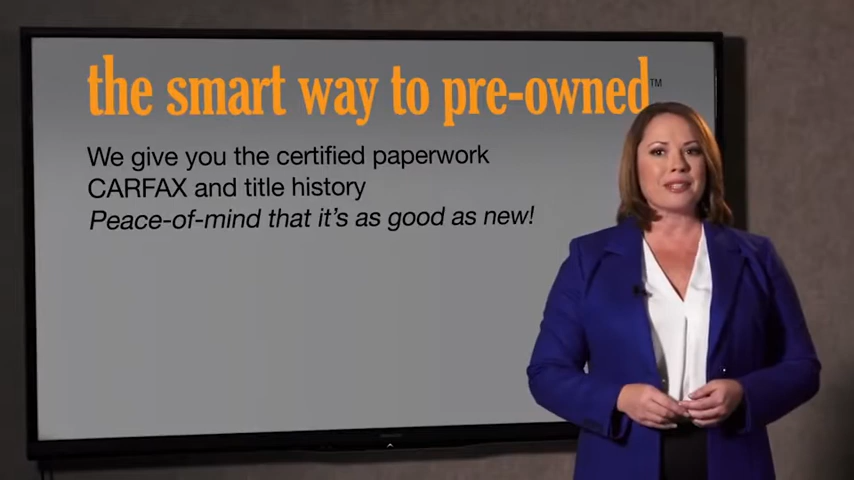 the smart way to pre-owned™
We give you the certified paperwork
CARFAX and title history
Peace-of-mind that it's as good as new!